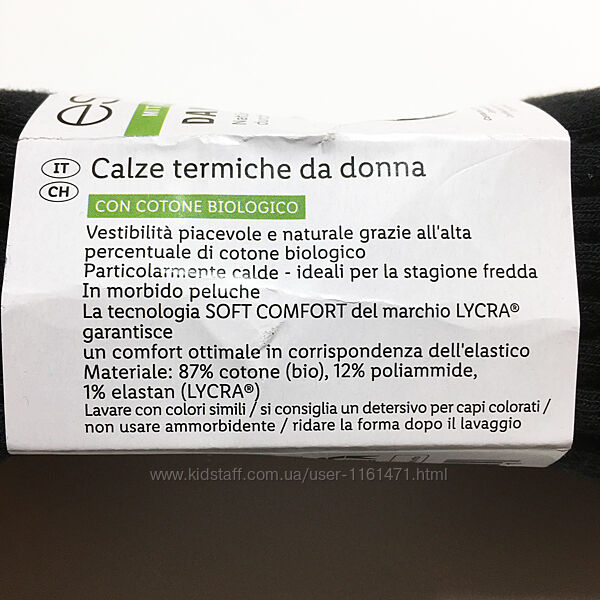 IT
CH
Calze termiche da donna
CON COTONE BIOLOGICO
Vestibilità piacevole e naturale grazie all'alta
percentuale di cotone biologico
Particolarmente calde - ideali per la stagione fredda
In morbido peluche
La tecnologia SOFT COMFORT del marchio LYCRA®
garantisce
un comfort ottimale in corrispondenza dell'elastico
Materiale: 87% cotone (bio), 12% poliammide,
1% elastan (LYCRA®)
Lavare con colori simili / si consiglia un detersivo per capi colorati /
non usare ammorbidente / ridare la forma dopo il lavaggio
www.kidstaff.com.ua/user-1161471.html